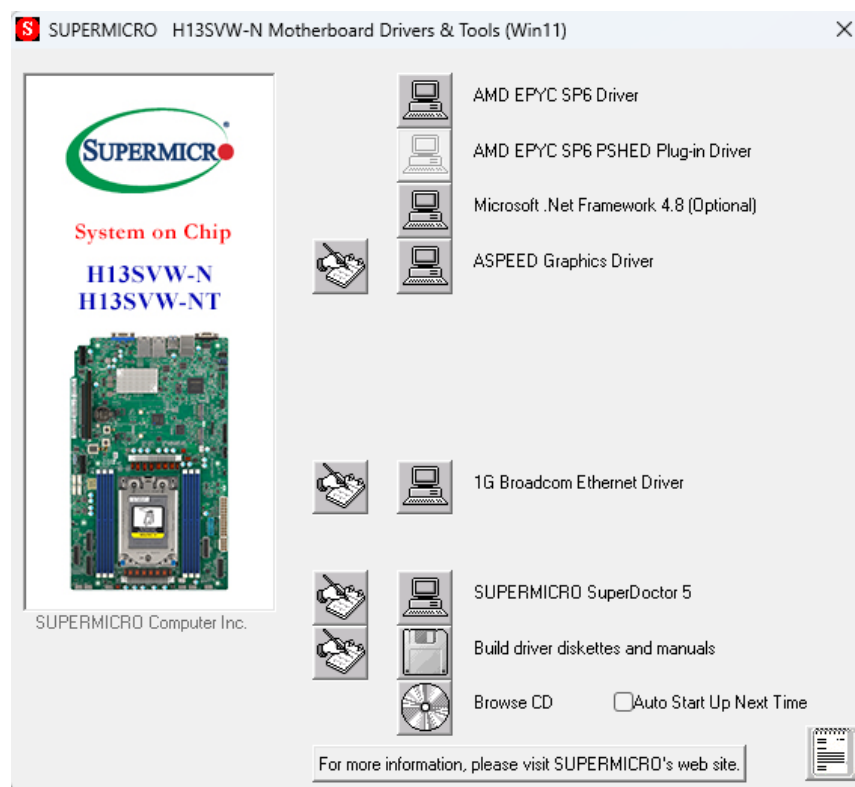 S SUPERMICRO H13SVW-N Motherboard Drivers & Tools (Win11)
SUPERMICRO
System on Chip
H13SVW-N
H13SVW-NT
SUPERMICRO Computer Inc.
AMD EPYC SP6 Driver
AMD EPYC SP6 PSHED Plug-in Driver
Microsoft .Net Framework 4.8 (Optional)
ASPEED Graphics Driver
1G Broadcom Ethernet Driver
SUPERMICRO SuperDoctor 5
Build driver diskettes and manuals
Browse CD
Auto Start Up Next Time
For more information, please visit SUPERMICRO's web site.